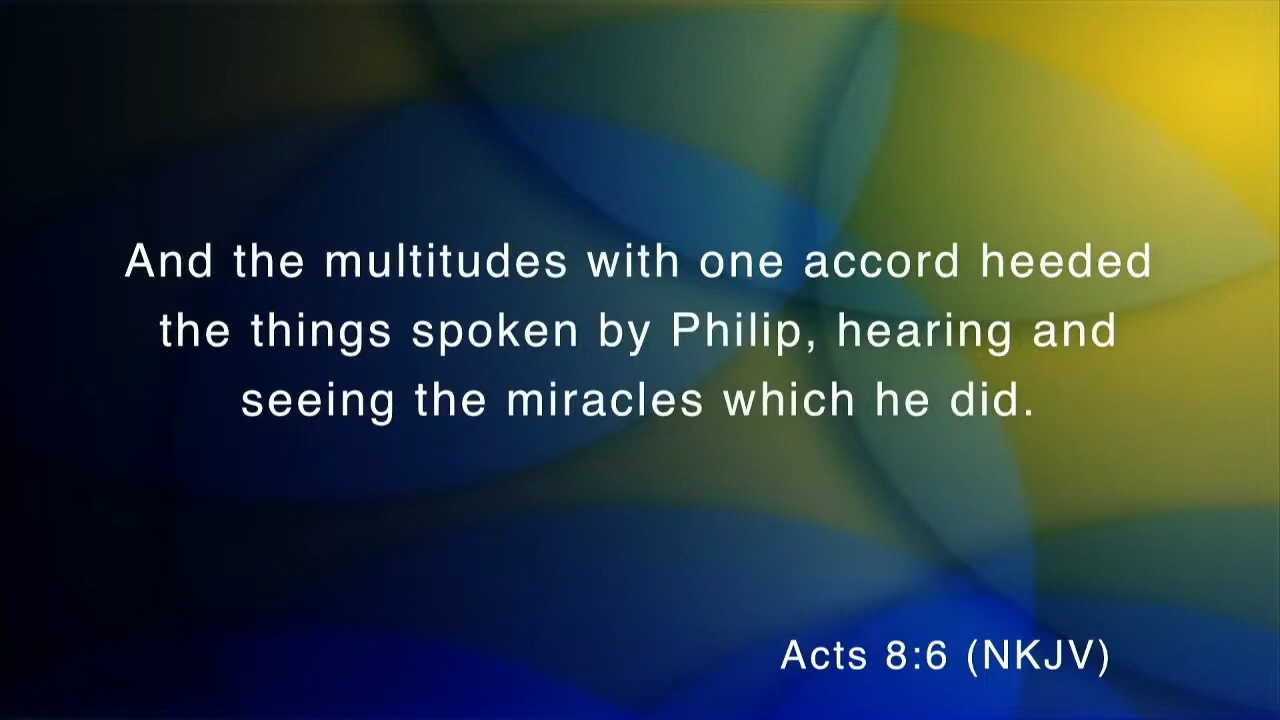 And the multitudes with one accord heeded
the things spoken by Philip, hearing and
seeing the miracles which he did.
Acts 8:6 (NKJV)